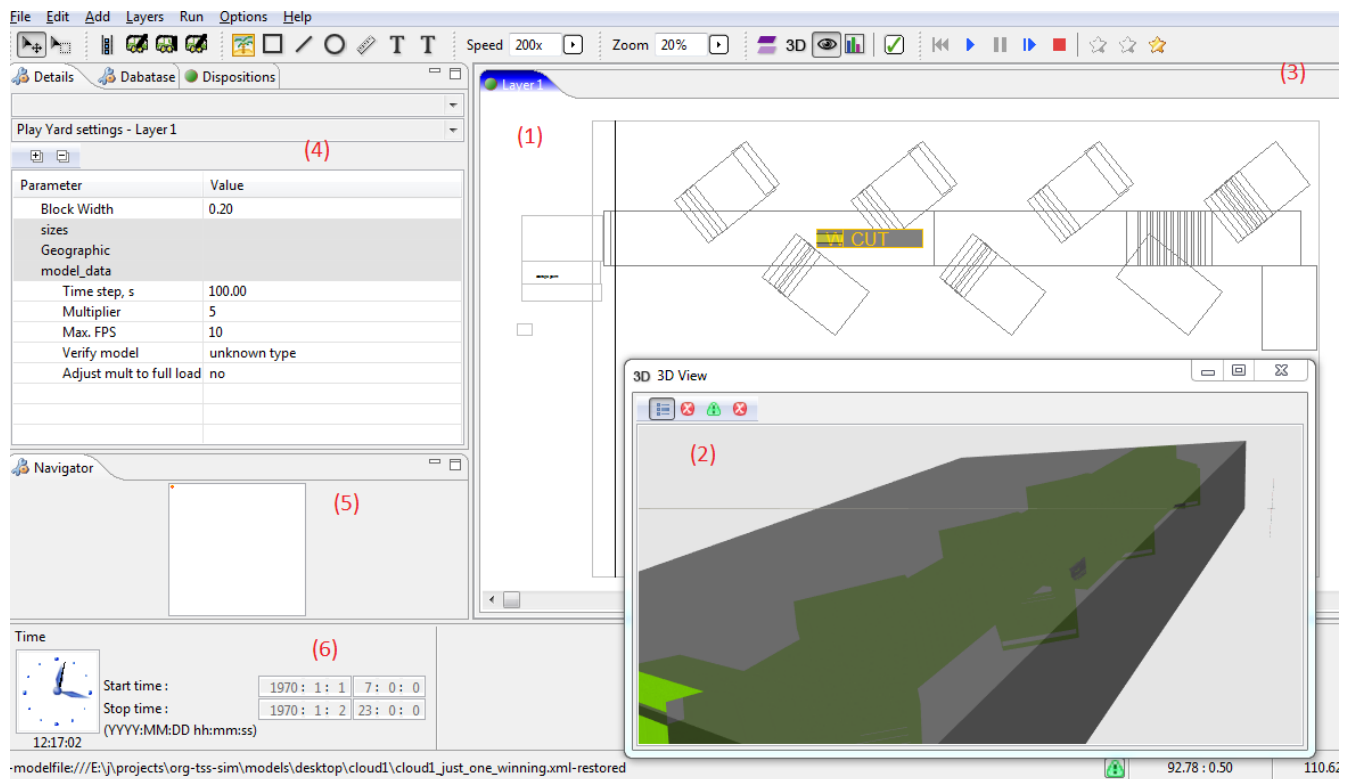 File Edit Add Layers Run Options Help
T T Speed 200x Zoom 20% 3D
Details Dabatase Dispositions
Layer1
(3)
(1)
Play Yard settings - Layer1
(4)
Parameter Value
Block Width 0.20
sizes
Geographic
model_data
Time step, s 100.00
Multiplier 5
Max. FPS 10
Verify model unknown type
Adjust mult to full load no
W. CUT
3D 3D View
(2)
Navigator
(5)
Time
(6)
Start time : 1970 : 1 : 1 7 : 0 : 0
Stop time : 1970 : 1 : 2 23 : 0 : 0
(YYYY:MM:DD hh:mm:ss)
12:17:02
-modelfile:///E:\j\projects\org-tss-sim\models\desktop\cloud1\cloud1_just_one_winning.xml-restored
92.78 : 0.50 110.62